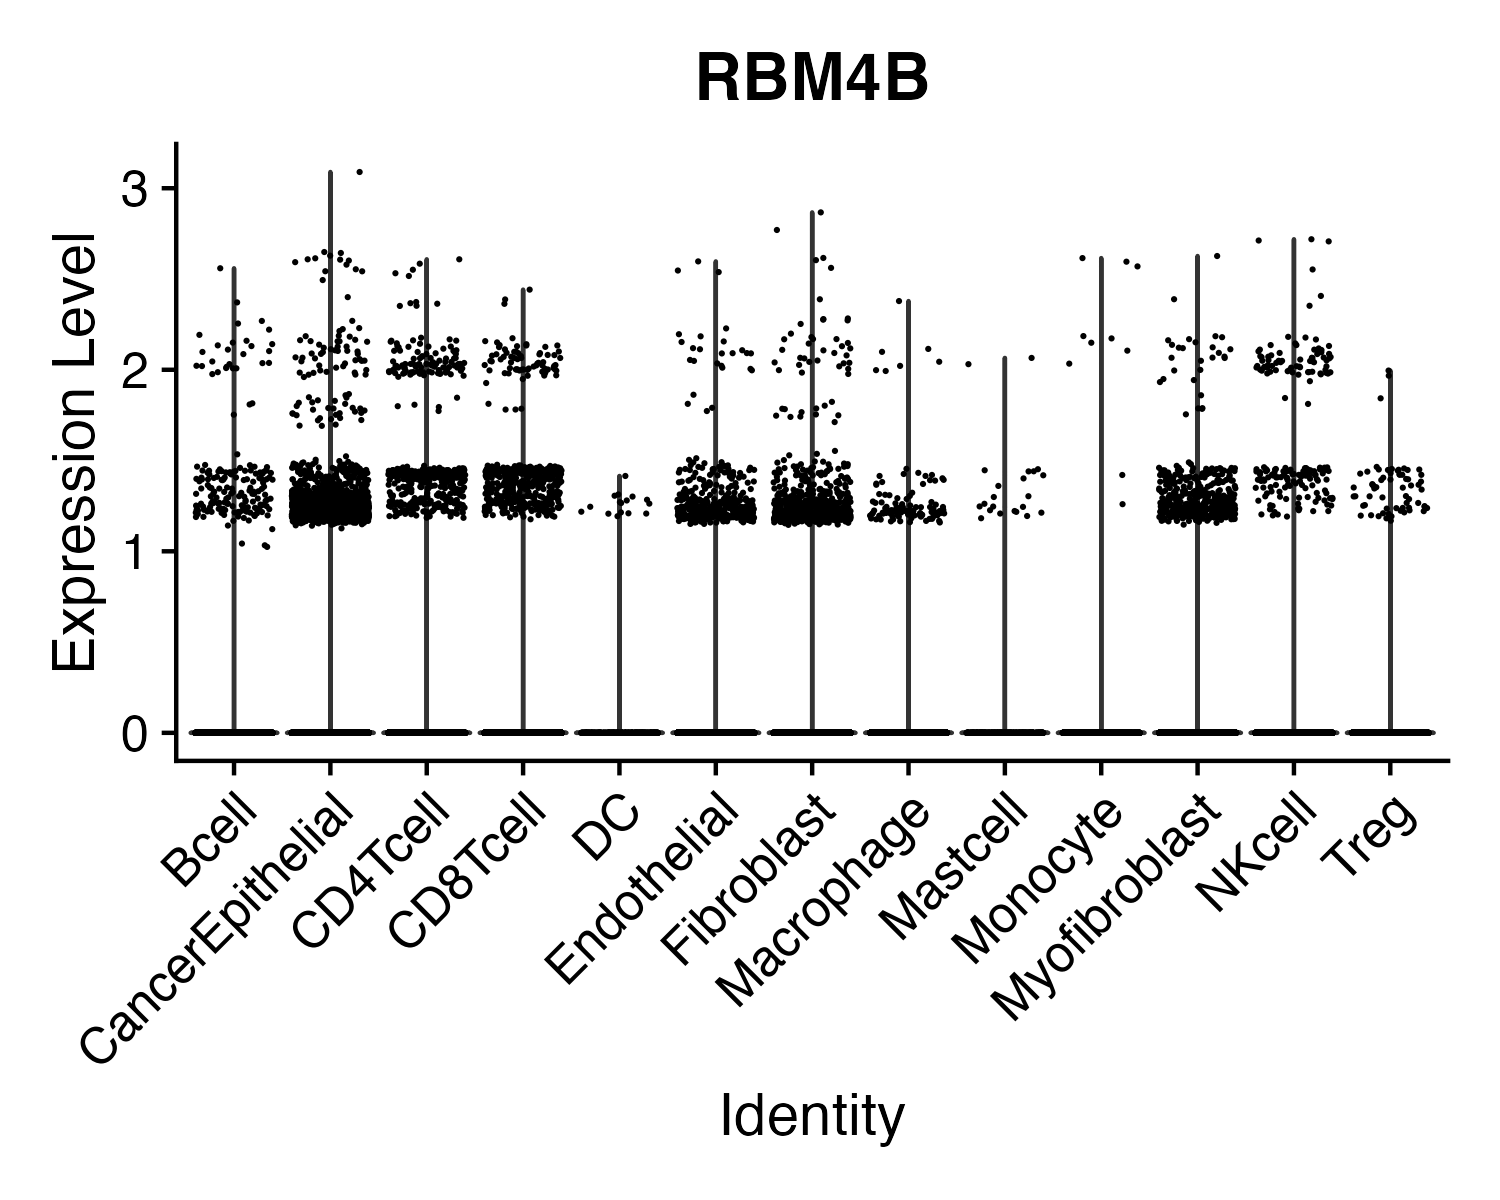 RBM4B
Expression Level
3
2
1
0
Bcell
CancerEpithelial
CD4Tcell
CD8Tcell
DC
Endothelial
Fibroblast
Macrophage
Mastcell
Monocyte
Myofibroblast
NKcell
Treg
Identity